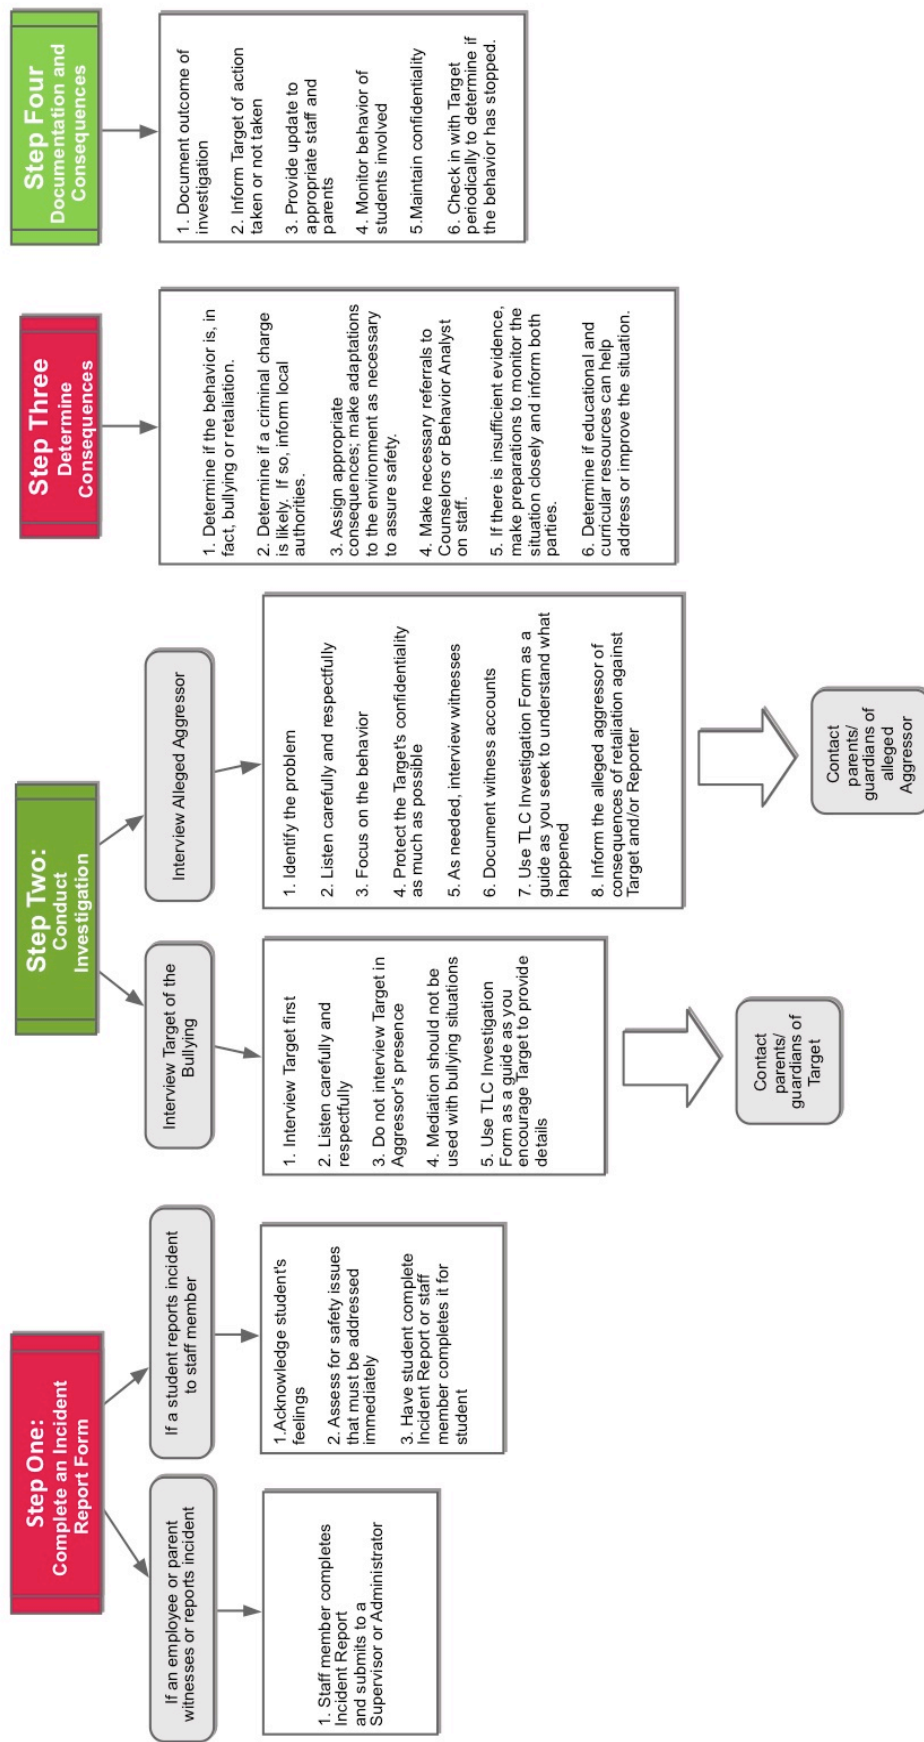 Step One:
Complete an Incident
Report Form
If an employee or parent
witnesses or reports incident
1. Staff member completes
Incident Report
and submits to a
Supervisor or Administrator
If a student reports incident
to staff member
1.Acknowledge student's
feelings
2. Assess for safety issues
that must be addressed
immediately
3. Have student complete
Incident Report or staff
member completes it for
student
Step Two:
Conduct
Investigation
Interview Target of the
Bullying
1. Interview Target first
2. Listen carefully and
respectfully
3. Do not interview Target in
Aggressor's presence
4. Mediation should not be
used with bullying situations
5. Use TLC Investigation
Form as a guide as you
encourage Target to provide
details
Contact
parents/
guardians of
Target
Interview Alleged Aggressor
1. Identify the problem
2. Listen carefully and respectfully
3. Focus on the behavior
4. Protect the Target's confidentiality
as much as possible
5. As needed, interview witnesses
6. Document witness accounts
7. Use TLC Investigation Form as a
guide as you seek to understand what
happened
8. Inform the alleged aggressor of
consequences of retaliation against
Target and/or Reporter
Contact
parents/
guardians of
alleged
Aggressor
Step Three
Determine
Consequences
1. Determine if the behavior is, in
fact, bullying or retaliation.
2. Determine if a criminal charge
is likely. If so, inform local
authorities.
3. Assign appropriate
consequences; make adaptations
to the environment as necessary
to assure safety.
4. Make necessary referrals to
Counselors or Behavior Analyst
on staff.
5. If there is insufficient evidence,
make preparations to monitor the
situation closely and inform both
parties.
6. Determine if educational and
curricular resources can help
address or improve the situation.
Step Four
Documentation and
Consequences
1. Document outcome of
investigation
2. Inform Target of action
taken or not taken
3. Provide update to
appropriate staff and
parents
4. Monitor behavior of
students involved
5.Maintain confidentiality
6. Check in with Target
periodically to determine if
the behavior has stopped.